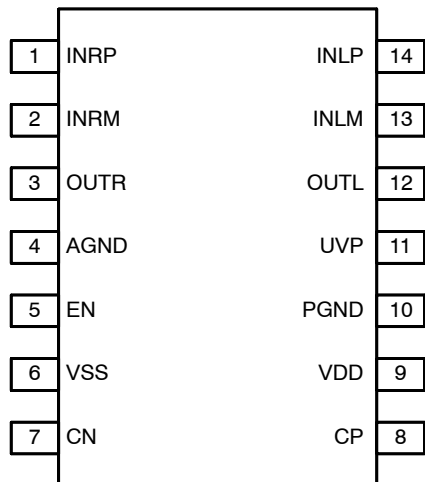 1 INRP INLP 14
2 INRM INLM 13
3 OUTR OUTL 12
4 AGND UVP 11
5 EN PGND 10
6 VSS VDD 9
7 CN CP 8